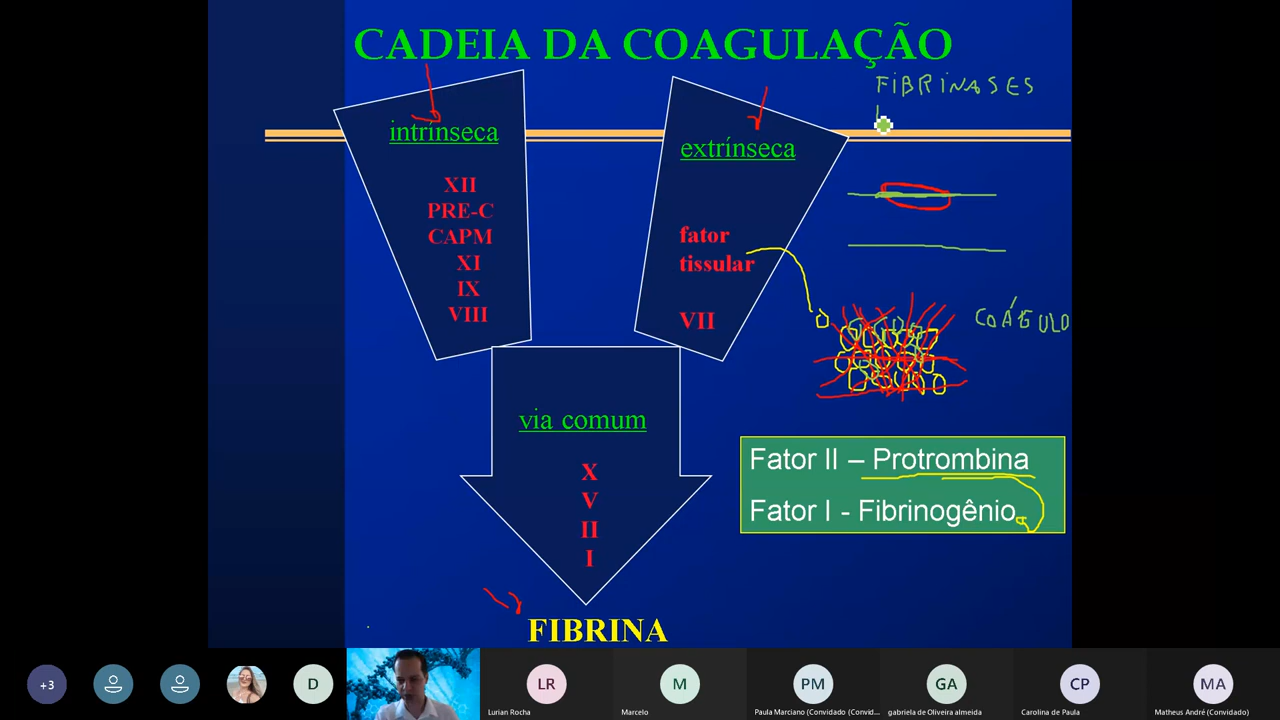 CADEIA DA COAGULAÇÃO
FIBRINASES
intrínseca
XII
PRE-C
CAPM
XI
IX
VIII
extrínseca
fator
tissular
VII
COÁGULO
via comum
X
V
II
I
Fator II – Protrombina
Fator I - Fibrinogênio
FIBRINA
+3
D
LR
Lurian Rocha
M
Marcelo
PM
Paula Marciano (Convidado (Convid...
GA
gabriela de Oliveira almeida
CP
Carolina de Paula
MA
Matheus André (Convidado)